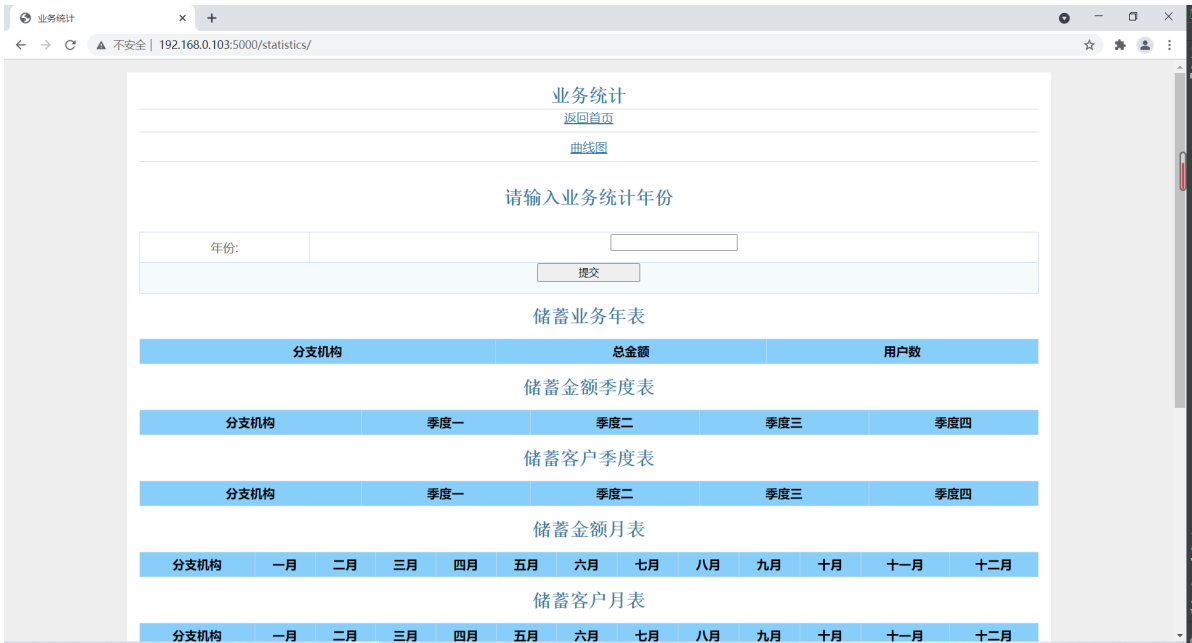 业务统计
不安全 | 192.168.0.103:5000/statistics/
业务统计
返回首页
曲线图
请输入业务统计年份
年份:
提交
储蓄业务年表
分支机构 总金额 用户数
储蓄金额季度表
分支机构 季度一 季度二 季度三 季度四
储蓄客户季度表
分支机构 季度一 季度二 季度三 季度四
储蓄金额月表
分支机构 一月 二月 三月 四月 五月 六月 七月 八月 九月 十月 十一月 十二月
储蓄客户月表
分支机构 一月 二月 三月 四月 五月 六月 七月 八月 九月 十月 十一月 十二月